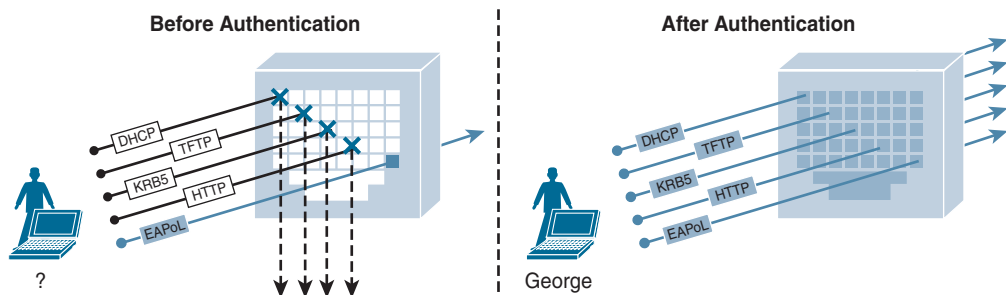 Before Authentication
DHCP
TFTP
KRB5
HTTP
EAPoL
?
After Authentication
DHCP
TFTP
KRB5
HTTP
EAPoL
George